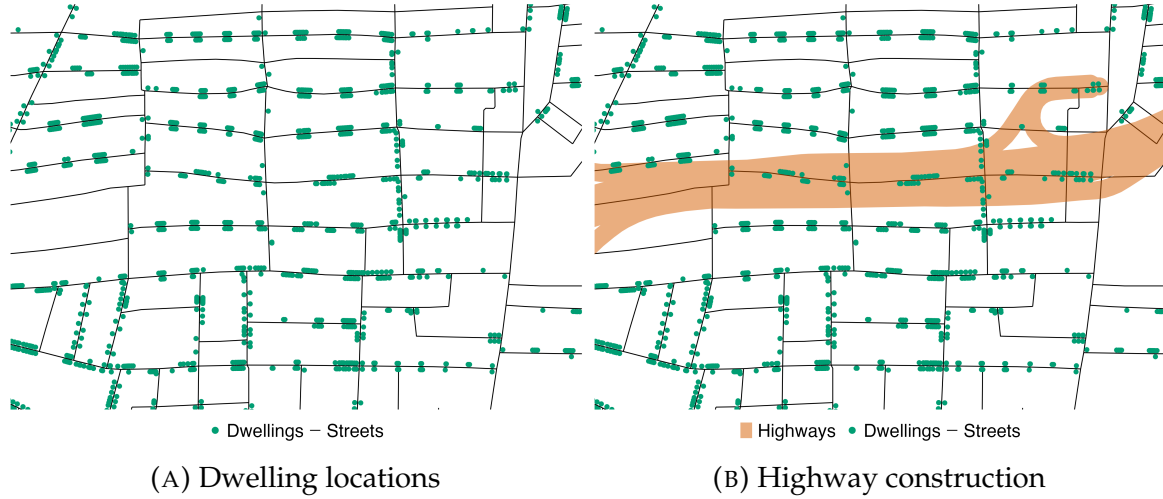 Dwellings – Streets
Highways Dwellings – Streets
(A) Dwelling locations
(B) Highway construction